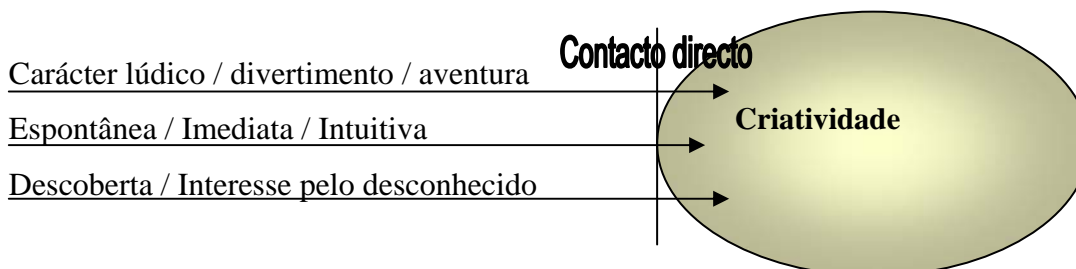 Contacto directo
Carácter lúdico / divertimento / aventura
Criatividade
Espontânea / Imediata / Intuitiva
Descoberta / Interesse pelo desconhecido